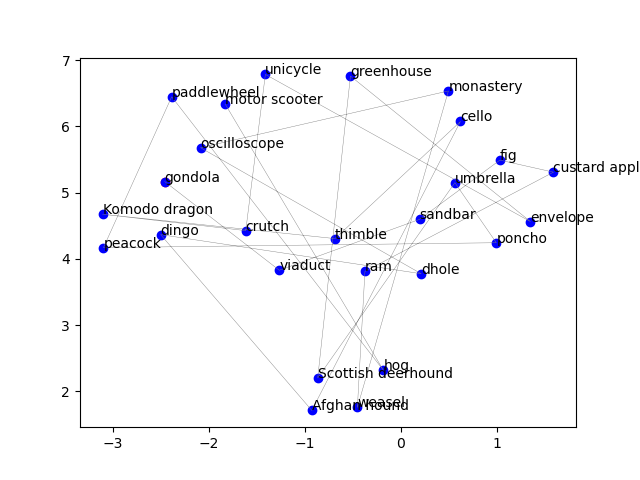 7
unicycle
greenhouse
paddlewheel
motor scooter
monastery
cello
6
oscilloscope
fig
custard appl
gondola
umbrella
5
Komodo dragon
sandbar
envelope
crutch
dingo
thimble
poncho
peacock
4
viaduct
ram
dhole
3
hog
Scottish deerhound
2
Afghan hound
weasel
−3 −2 −1 0 1